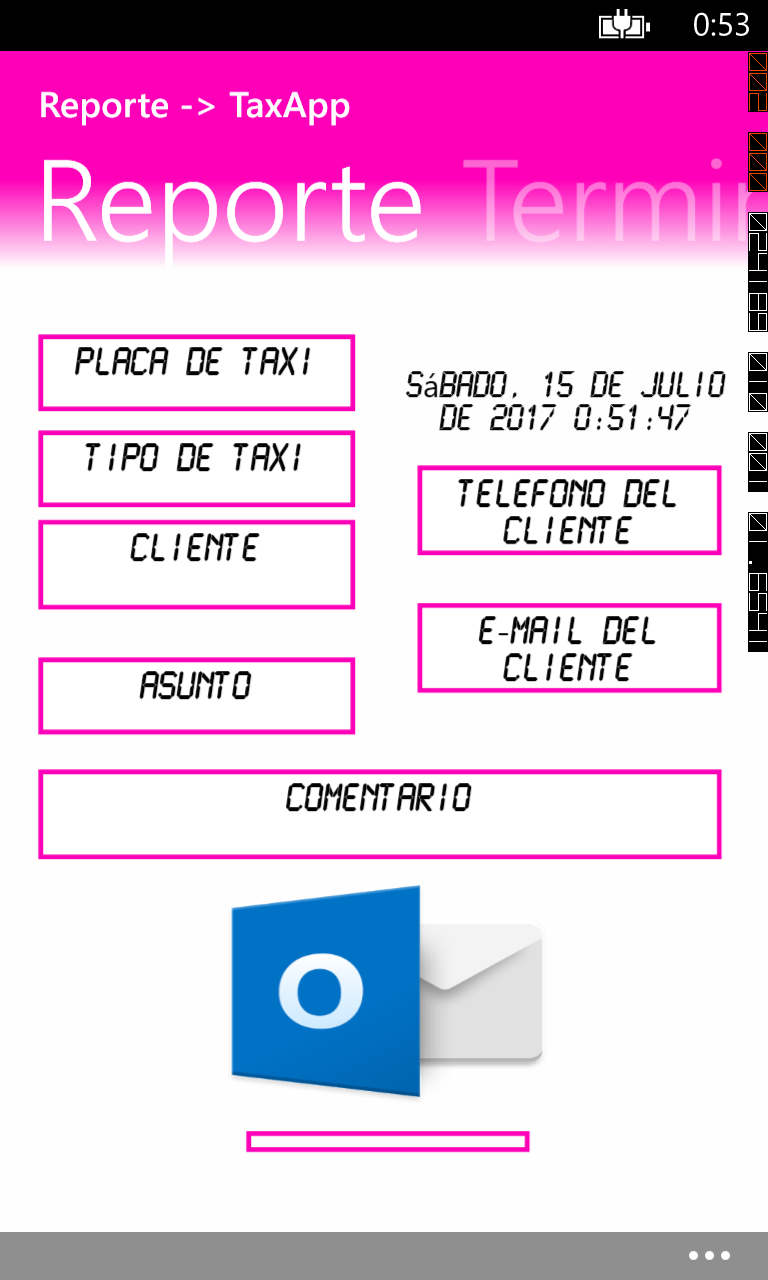 0:53
Reporte -> TaxApp
Reporte Termin
PLACA DE TAXI
SáBADO, 15 DE JULIO
DE 2017 0:51:47
TIPO DE TAXI
TELEFONO DEL
CLIENTE
CLIENTE
E-MAIL DEL
CLIENTE
ASUNTO
COMENTARIO
O